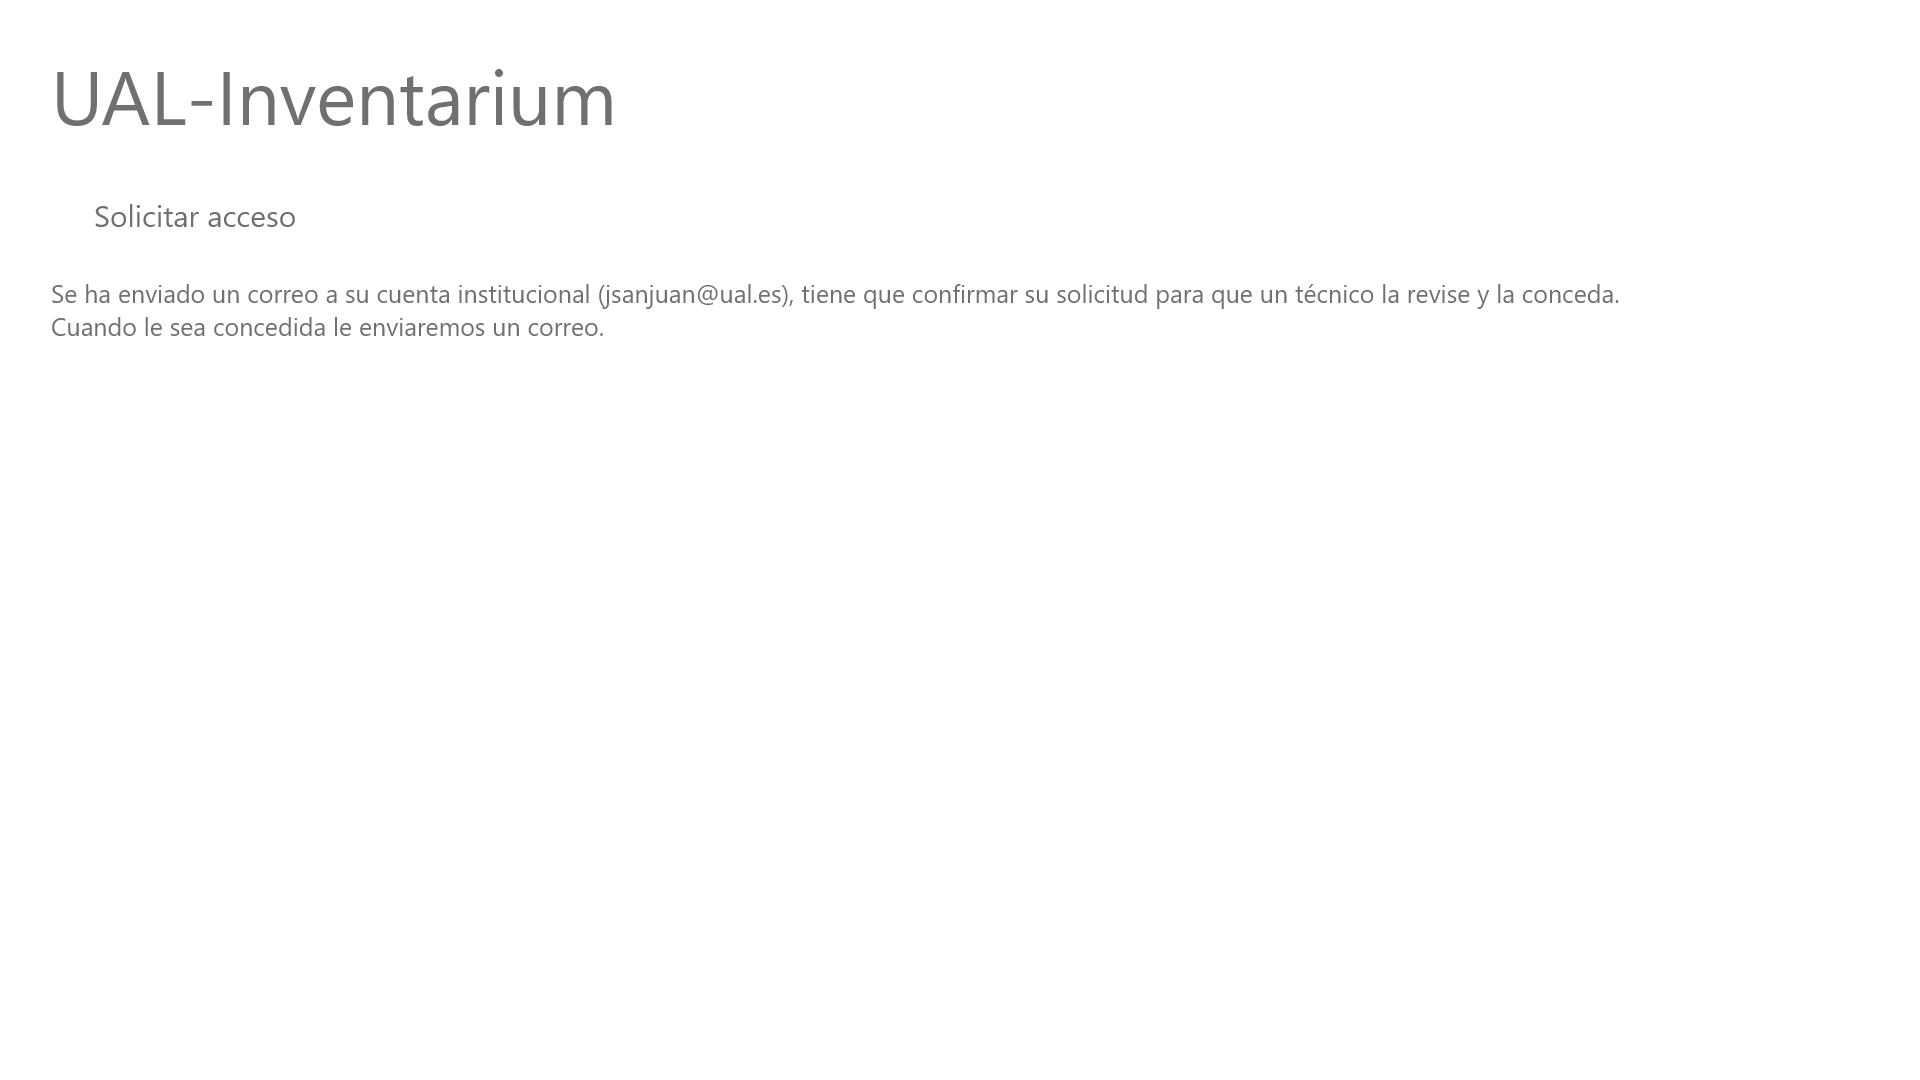 UAL-Inventarium
Solicitar acceso
Se ha enviado un correo a su cuenta institucional (jsanjuan@ual.es), tiene que confirmar su solicitud para que un técnico la revise y la conceda.
Cuando le sea concedida le enviaremos un correo.